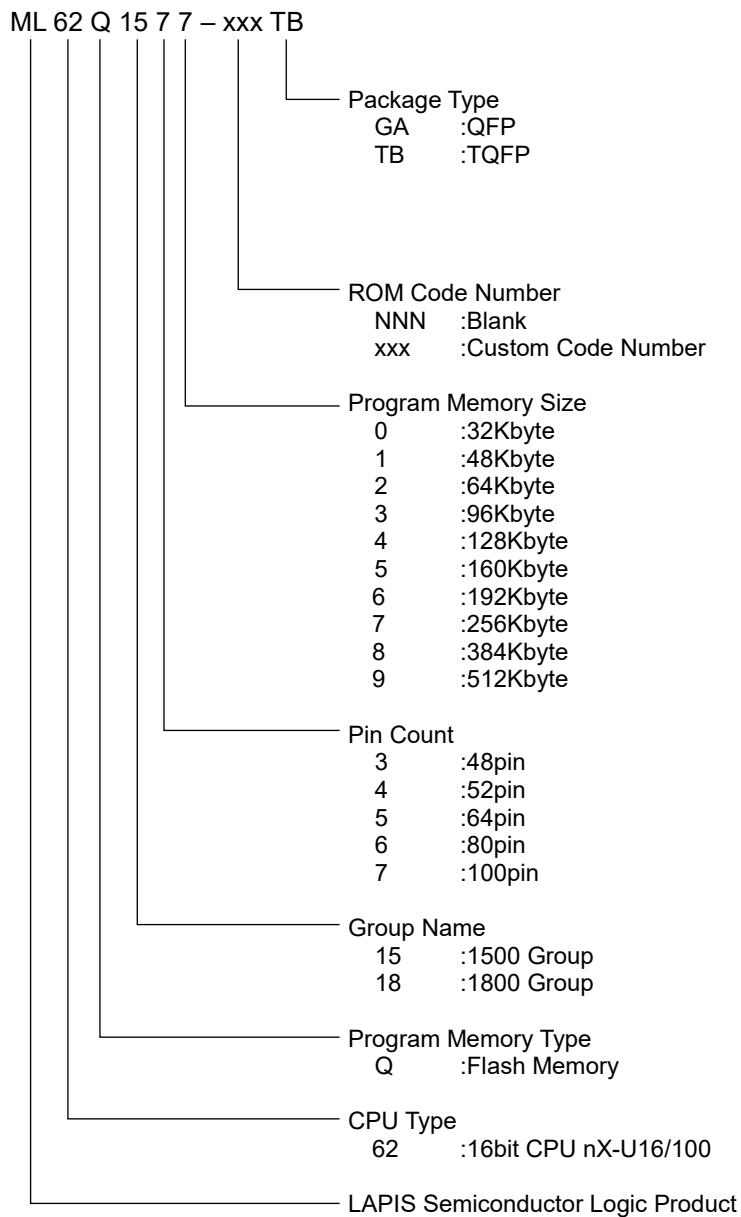 ML 62 Q 15 7 7 – xxx TB
Package Type
GA :QFP
TB :TQFP
ROM Code Number
NNN :Blank
xxx :Custom Code Number
Program Memory Size
0 :32Kbyte
1 :48Kbyte
2 :64Kbyte
3 :96Kbyte
4 :128Kbyte
5 :160Kbyte
6 :192Kbyte
7 :256Kbyte
8 :384Kbyte
9 :512Kbyte
Pin Count
3 :48pin
4 :52pin
5 :64pin
6 :80pin
7 :100pin
Group Name
15 :1500 Group
18 :1800 Group
Program Memory Type
Q :Flash Memory
CPU Type
62 :16bit CPU nX-U16/100
LAPIS Semiconductor Logic Product